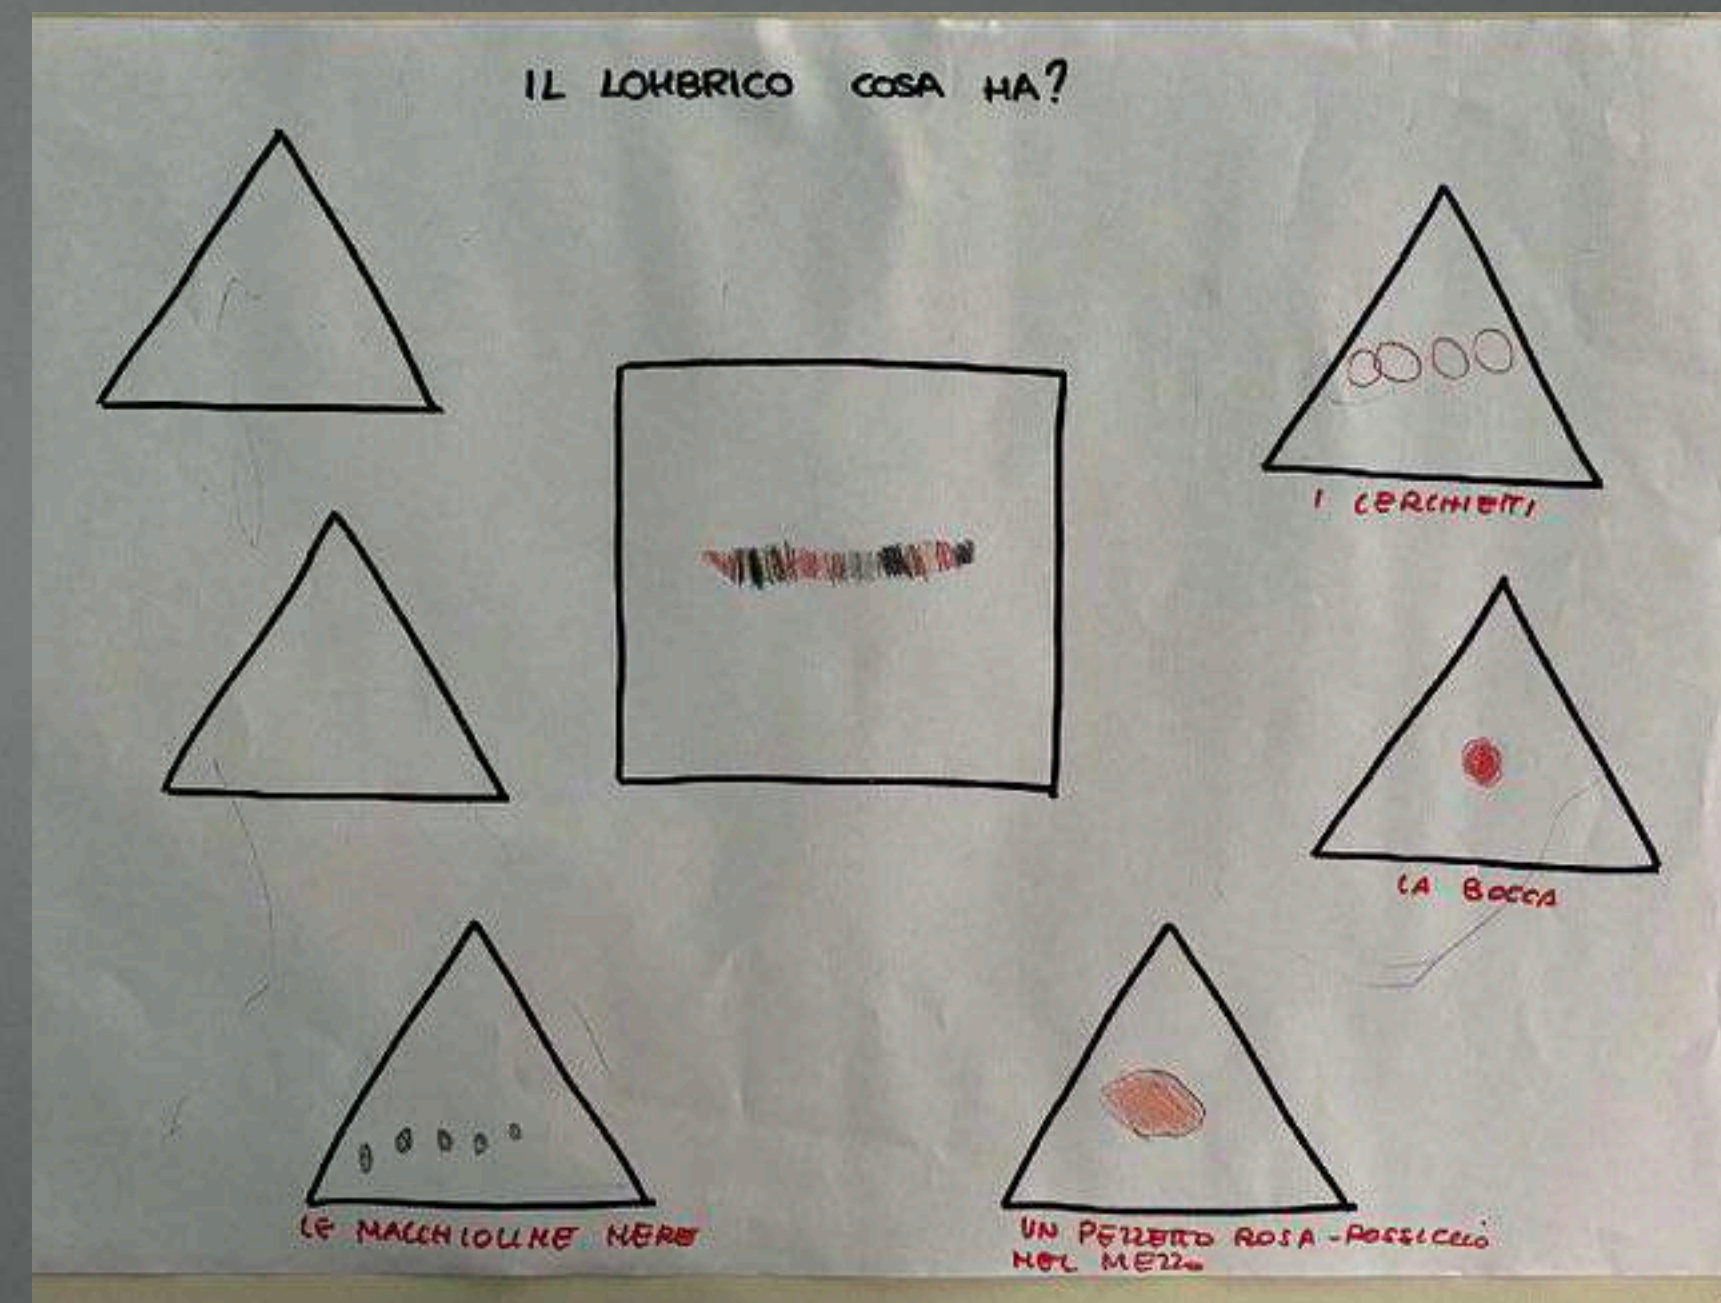 IL LOMBRICO COSA HA?
I CERCHIETTI
LA BOCCA
LE MACCHIOLINE NERE
UN PEZZETTO ROSA-ROSSICCIO
NEL MEZZO